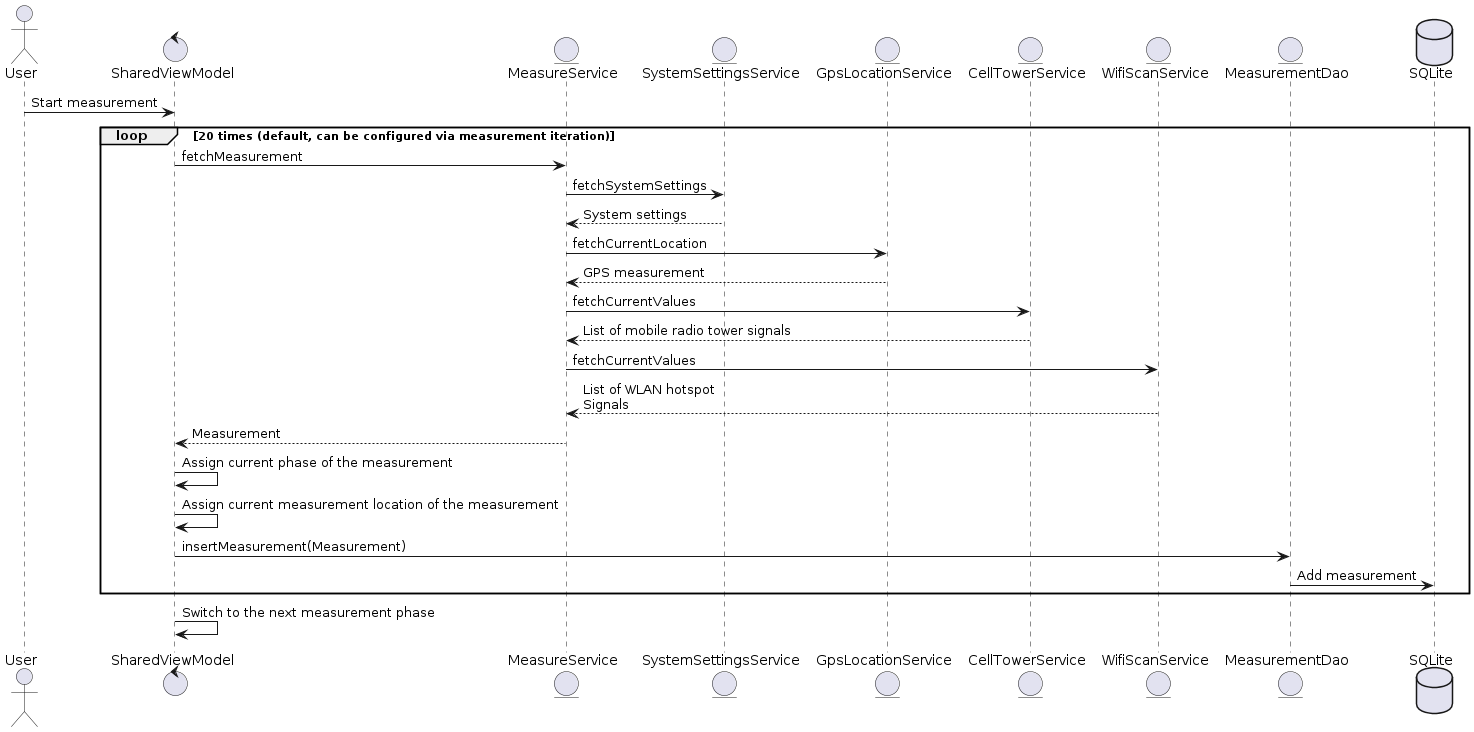 User
SharedViewModel
MeasureService
SystemSettingsService
GpsLocationService
CellTowerService
WifiScanService
MeasurementDao
SQLite
Start measurement
loop
[20 times (default, can be configured via measurement iteration)]
fetchMeasurement
fetchSystemSettings
System settings
fetchCurrentLocation
GPS measurement
fetchCurrentValues
List of mobile radio tower signals
fetchCurrentValues
List of WLAN hotspot
Signals
Measurement
Assign current phase of the measurement
Assign current measurement location of the measurement
insertMeasurement(Measurement)
Add measurement
Switch to the next measurement phase
User
SharedViewModel
MeasureService
SystemSettingsService
GpsLocationService
CellTowerService
WifiScanService
MeasurementDao
SQLite